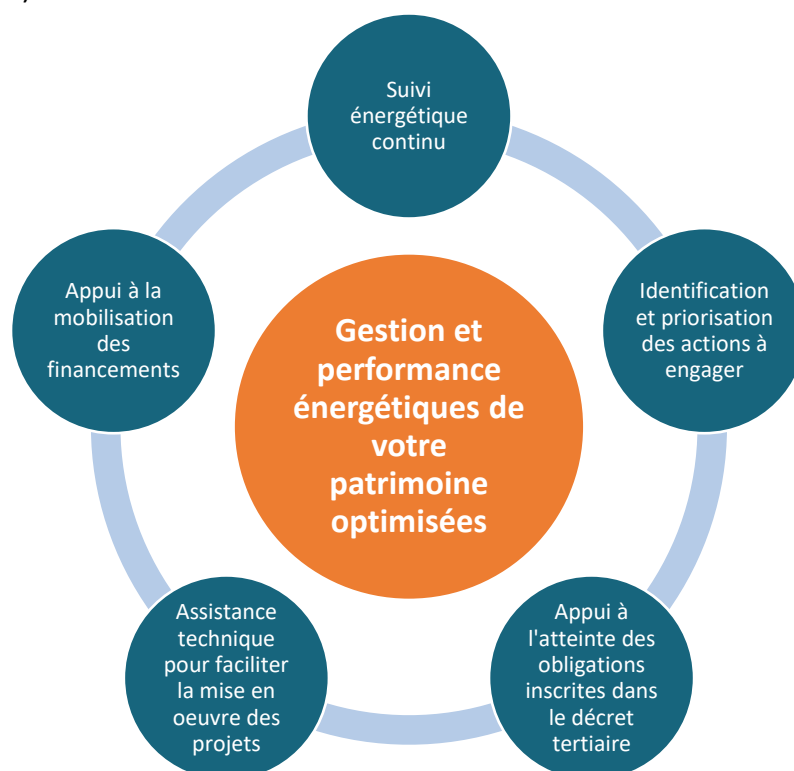 Suivi
énergétique
continu
Identification
et priorisation
des actions à
engager
Appui à
l'atteinte des
obligations
inscrites dans
le décret
tertiaire
Assistance
technique
pour faciliter
la mise en
oeuvre des
projets
Appui à la
mobilisation
des
financements
Gestion et
performance
énergétiques de
votre
patrimoine
optimisées